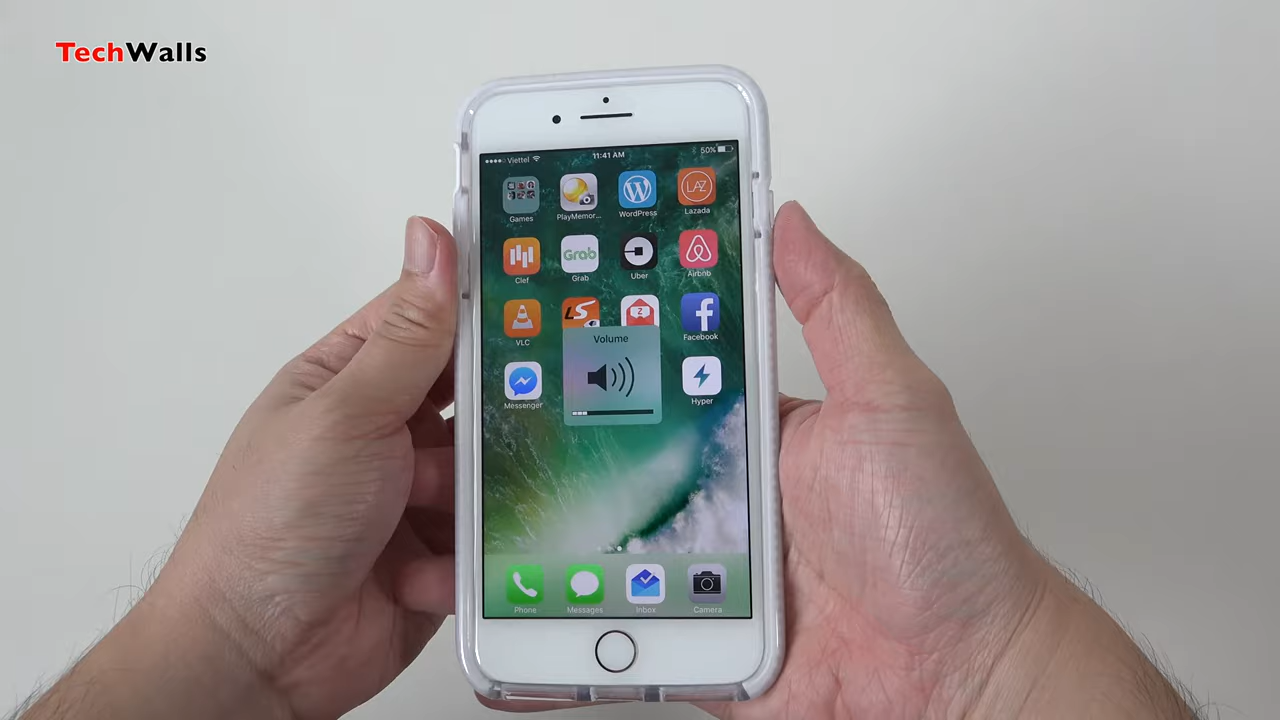 TechWalls
Viettel 11:41 AM 50%
Games PlayMemor... WordPress Lazada
LAZ
Clef Grab Uber Airbnb
Grab
LS Z
VLC Facebook
Volume
Messenger Hyper
Phone Messages Inbox Camera